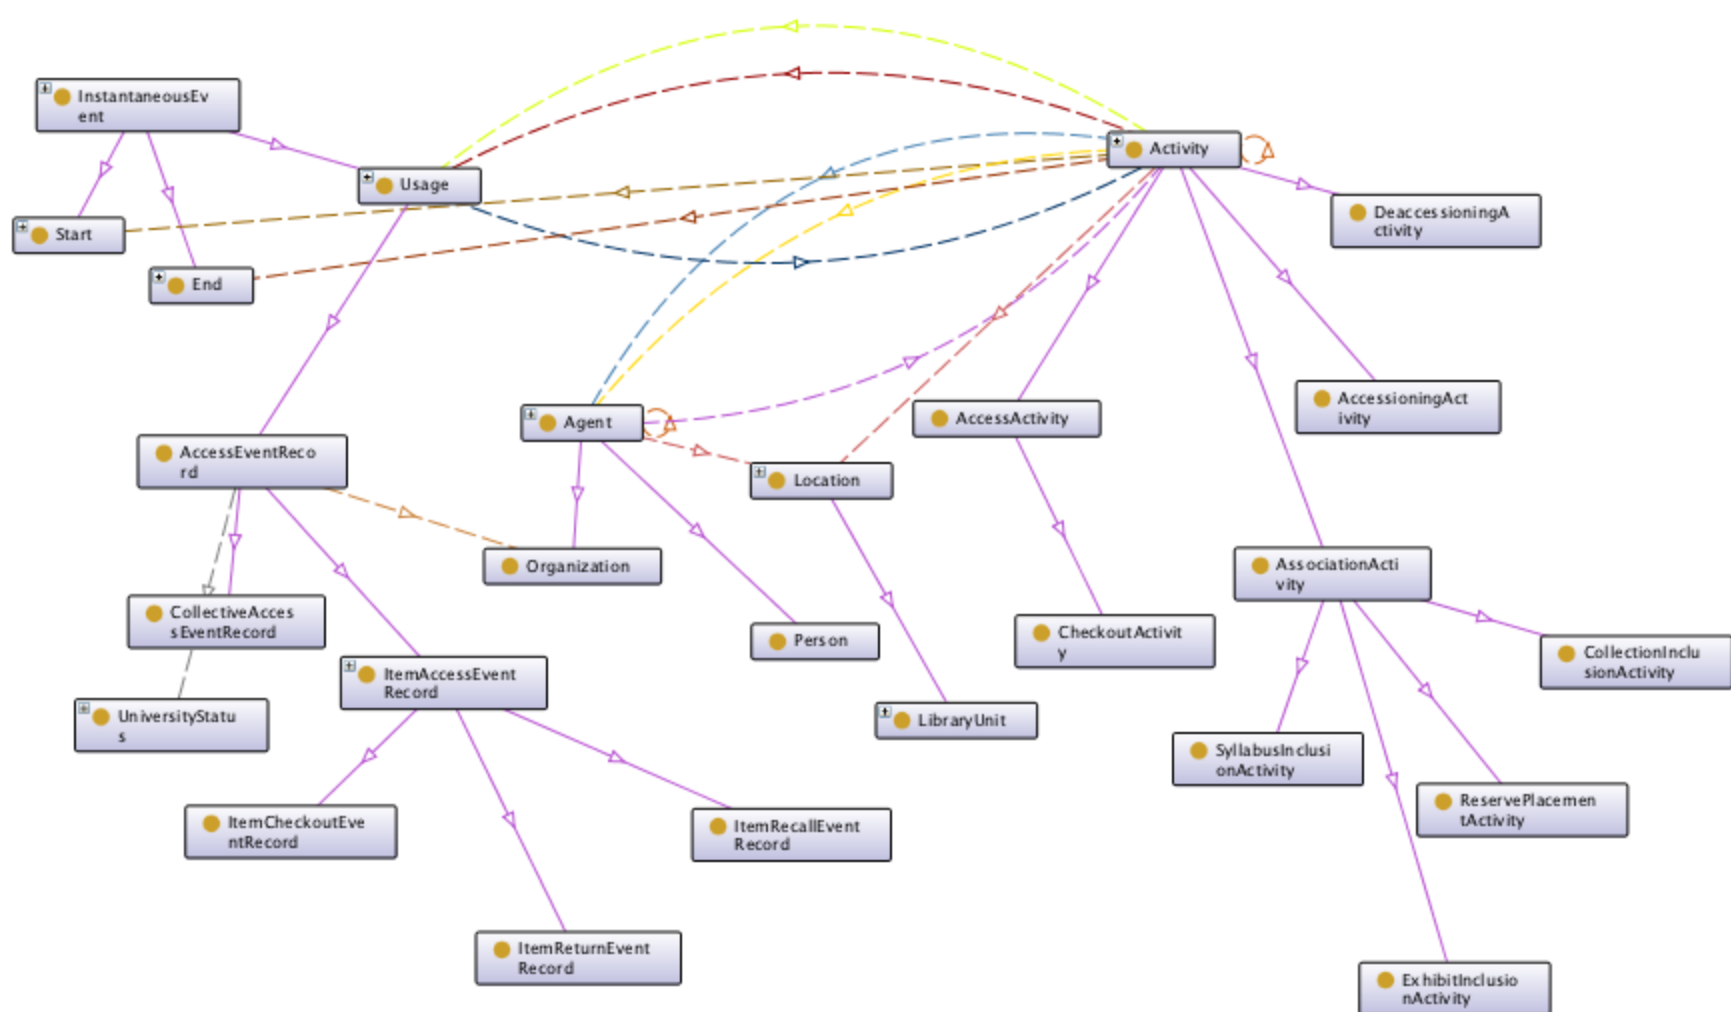 InstantaneousEv
ent
Usage
Activity
DeaccessioningA
ctivity
Start
End
AccessioningAct
ivity
AccessActivity
Agent
AccessEventReco
rd
Location
Organization
AssociationActi
vity
CollectiveAcces
sEventRecord
Person
CheckoutActivit
y
CollectionInclu
sionActivity
ItemAccessEvent
Record
UniversityStatu
s
LibraryUnit
SyllabusInclusi
onActivity
ReservePlacemen
tActivity
ItemCheckoutEve
ntRecord
ItemRecallEvent
Record
ItemReturnEvent
Record
ExhibitInclusio
nActivity